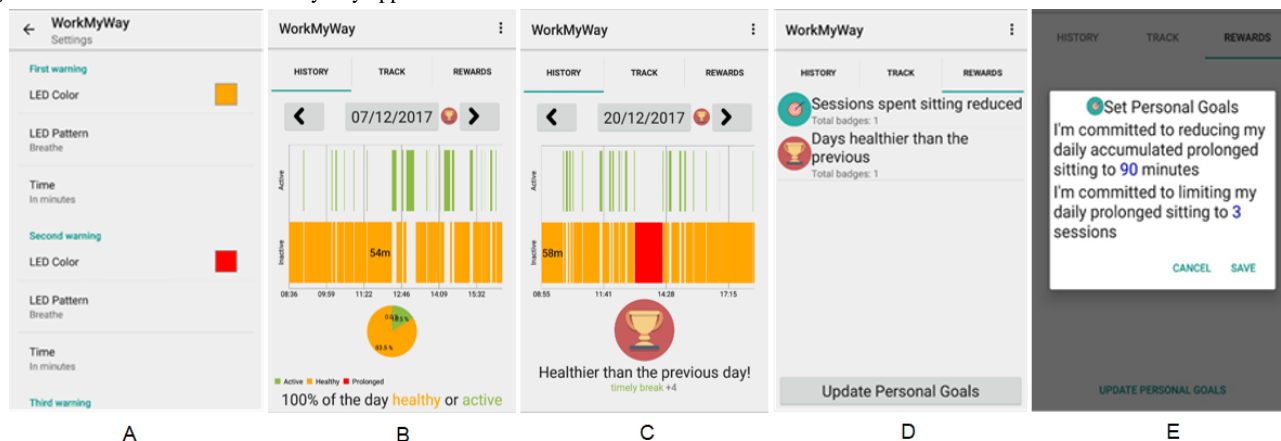 WorkMyWay
Settings
First warning
LED Color
LED Pattern
Breathe
Time
In minutes
Second warning
LED Color
LED Pattern
Breathe
Time
In minutes
Third warning
A
WorkMyWay
HISTORY TRACK REWARDS
07/12/2017
Active
Inactive
54m
08:36 09:59 11:22 12:46 14:09 15:32
Active Healthy Prolonged
100% of the day healthy or active
B
WorkMyWay
HISTORY TRACK REWARDS
20/12/2017
Active
Inactive
58m
08:55 11:41 14:28 17:15
Healthier than the previous day!
timely break +4
C
WorkMyWay
HISTORY TRACK REWARDS
Sessions spent sitting reduced
Total badges: 1
Days healthier than the
previous
Total badges: 1
Update Personal Goals
D
HISTORY TRACK REWARDS
Set Personal Goals
I'm committed to reducing my
daily accumulated prolonged
sitting to 90 minutes
I'm committed to limiting my
daily prolonged sitting to 3
sessions
CANCEL SAVE
UPDATE PERSONAL GOALS
E